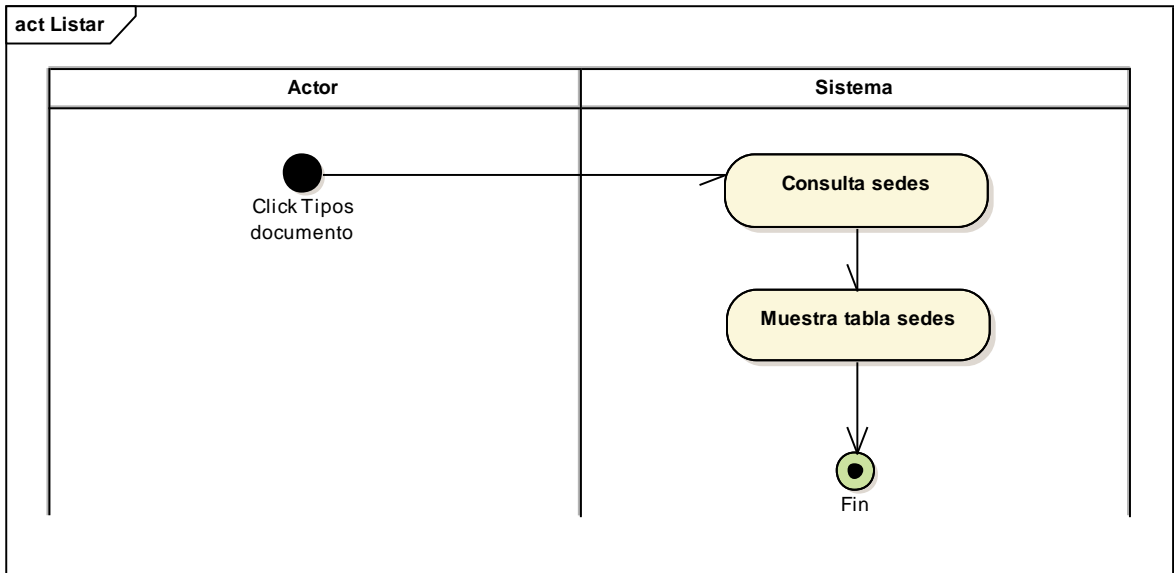 act Listar
Actor
Sistema
Click Tipos
documento
Consulta sedes
Muestra tabla sedes
Fin